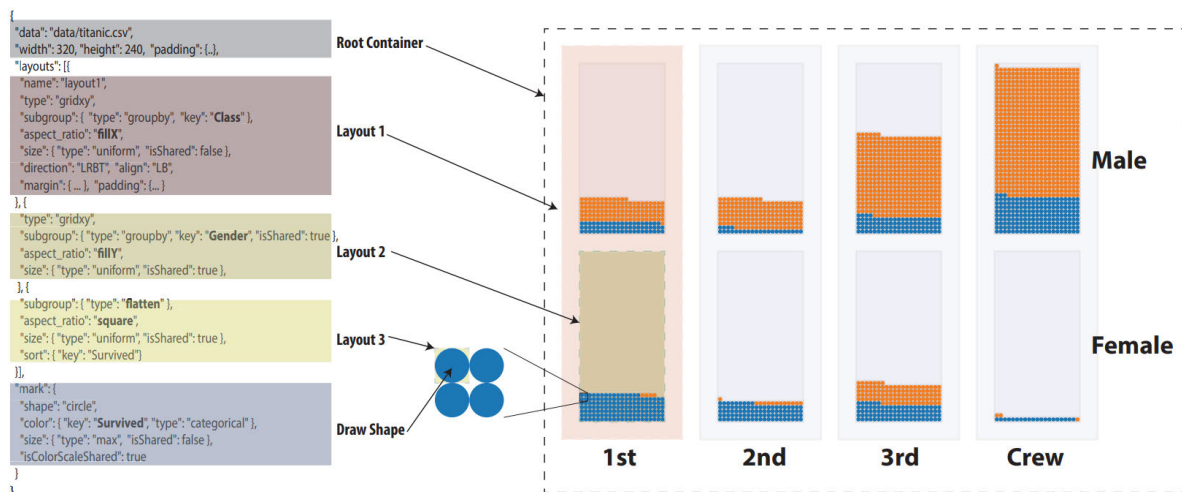 {
"data": "data/titanic.csv",
"width": 320, "height": 240, "padding": {..},
"layouts": [{
"name": "layout1",
"type": "gridxy",
"subgroup": { "type": "groupby", "key": "Class" },
"aspect_ratio": "fillX",
"size": { "type": "uniform", "isShared": false },
"direction": "LRBT", "align": "LB",
"margin": { ... }, "padding": {... }
}, {
"type": "gridxy",
"subgroup": { "type": "groupby", "key": "Gender", "isShared": true },
"aspect_ratio": "fillY",
"size": { "type": "uniform", "isShared": true },
}, {
"subgroup": { "type": "flatten" },
"aspect_ratio": "square",
"size": { "type": "uniform", "isShared": true },
"sort": { "key": "Survived"}
}],
"mark": {
"shape": "circle",
"color": { "key": "Survived", "type": "categorical" },
"size": { "type": "max", "isShared": false },
"isColorScaleShared": true
}
}
Root Container
Layout 1
Layout 2
Layout 3
Draw Shape
Male
Female
1st
2nd
3rd
Crew